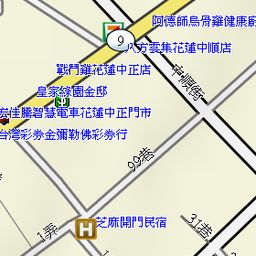 阿德師烏骨雞健康廚
9
八方雲集花蓮中順店
戰鬥雞花蓮中正店
中順街
皇家綠園金邸
宏佳騰智慧電車花蓮中正門市
台灣彩券金彌勒佛彩券行
99巷
1弄
H
芝麻開門民宿
31巷